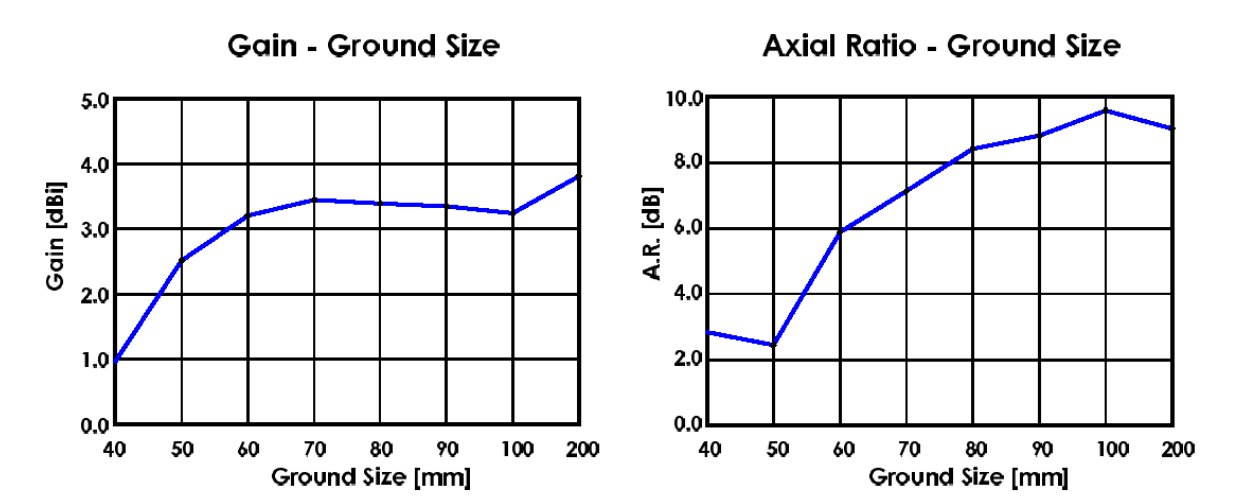 Gain - Ground Size
5.0
4.0
3.0
2.0
1.0
0.0
Gain [dBi]
40 50 60 70 80 90 100 200
Ground Size [mm]
Axial Ratio - Ground Size
10.0
8.0
6.0
4.0
2.0
0.0
A.R. [dB]
40 50 60 70 80 90 100 200
Ground Size [mm]